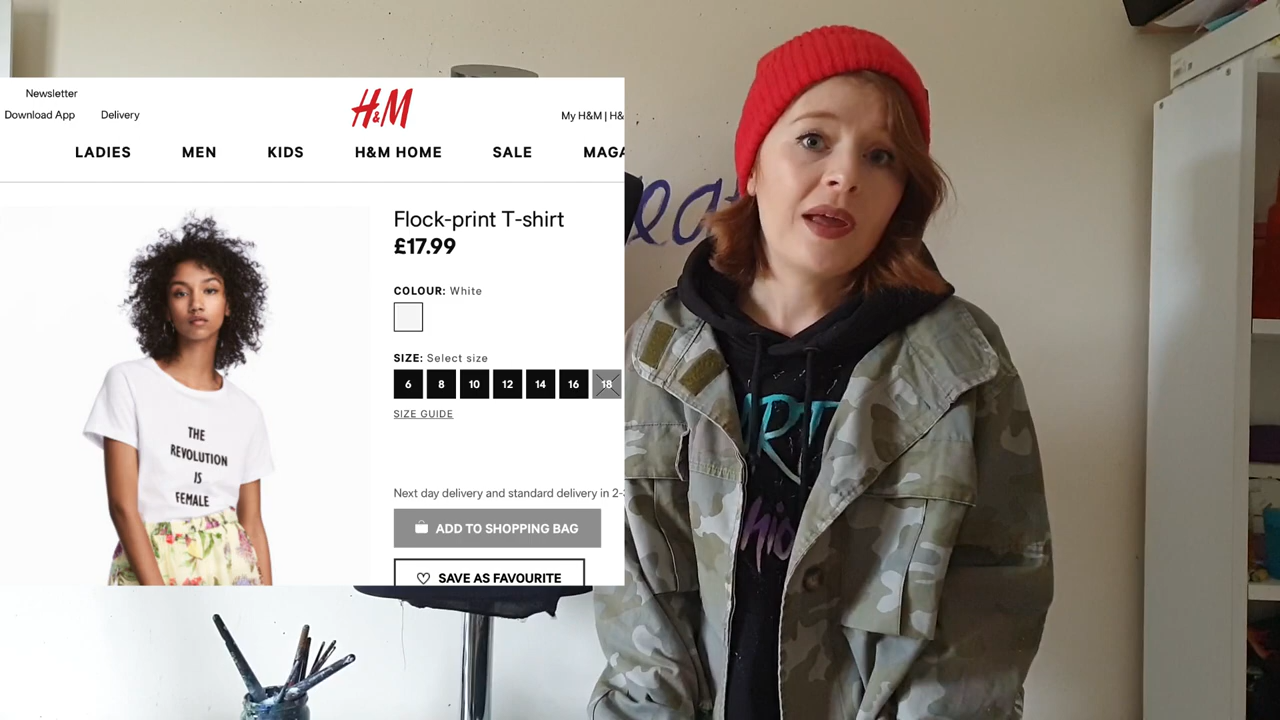 Newsletter
Download App Delivery
H&M
My H&M | H&
LADIES MEN KIDS H&M HOME SALE MAGA
Flock-print T-shirt
£17.99
COLOUR: White
SIZE: Select size
6 8 10 12 14 16 18
SIZE GUIDE
Next day delivery and standard delivery in 2-
ADD TO SHOPPING BAG
SAVE AS FAVOURITE
THE
REVOLUTION
IS
FEMALE
ART